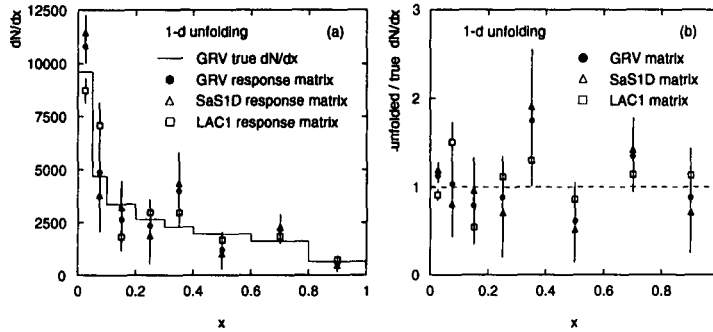 dN/dx
12500
10000
7500
5000
2500
0
0
0.2
0.4
0.6
0.8
1
x
1-d unfolding
(a)
GRV true dN/dx
GRV response matrix
SaS1D response matrix
LAC1 response matrix
unfolded / true dN/dx
3
2
1
0
0
0.2
0.4
0.6
0.8
1
x
1-d unfolding
(b)
GRV matrix
SaS1D matrix
LAC1 matrix